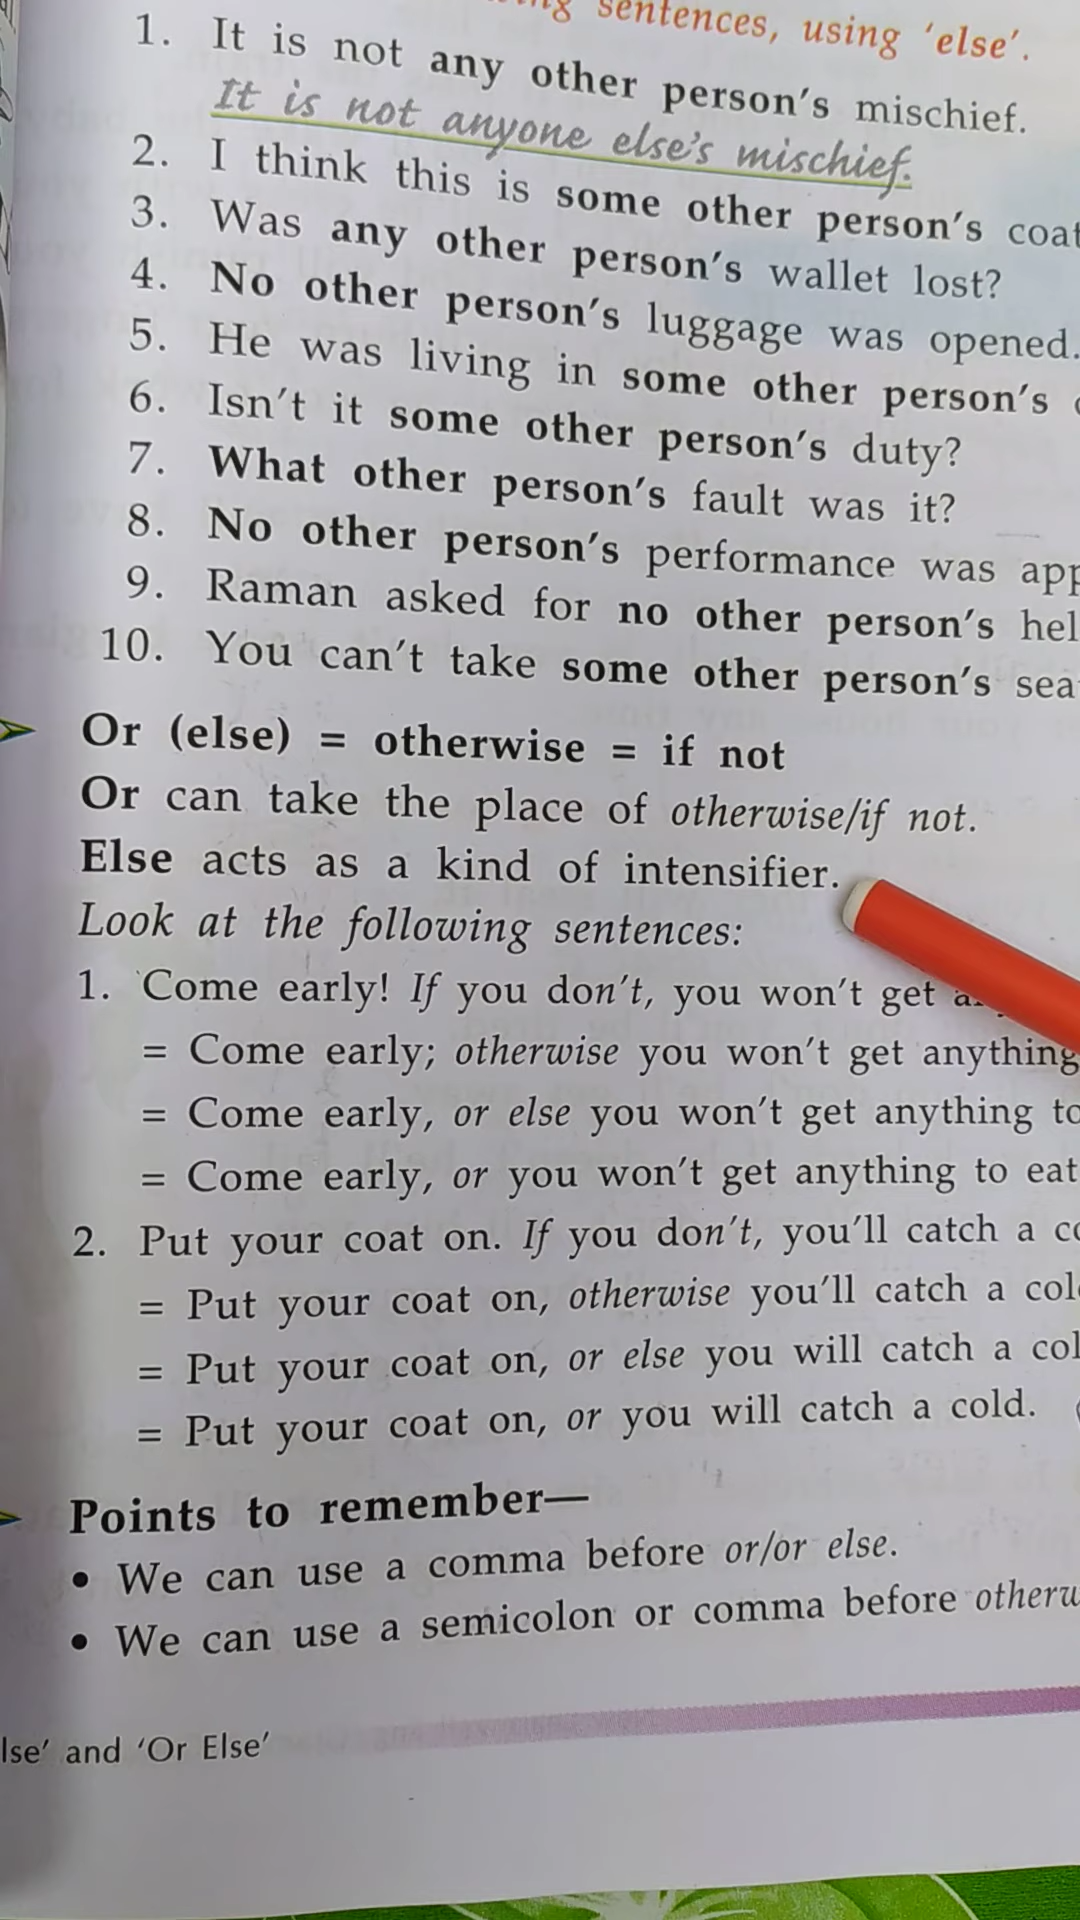 sentences, using ‘else’.
1. It is not any other person’s mischief.
It is not anyone else’s mischief.
2. I think this is some other person’s coat
3. Was any other person’s wallet lost?
4. No other person’s luggage was opened.
5. He was living in some other person’s
6. Isn’t it some other person’s duty?
7. What other person’s fault was it?
8. No other person’s performance was app
9. Raman asked for no other person’s hel
10. You can’t take some other person’s sea
Or (else) = otherwise = if not
Or can take the place of otherwise/if not.
Else acts as a kind of intensifier.
Look at the following sentences:
1. Come early! If you don’t, you won’t get
= Come early; otherwise you won’t get anything
= Come early, or else you won’t get anything to
= Come early, or you won’t get anything to eat
2. Put your coat on. If you don’t, you’ll catch a co
= Put your coat on, otherwise you’ll catch a col
= Put your coat on, or else you will catch a col
= Put your coat on, or you will catch a cold.
Points to remember—
• We can use a comma before or/or else.
• We can use a semicolon or comma before otherw
lse’ and ‘Or Else’